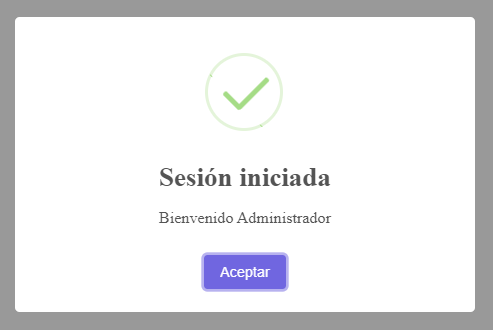 Sesión iniciada
Bienvenido Administrador
Aceptar